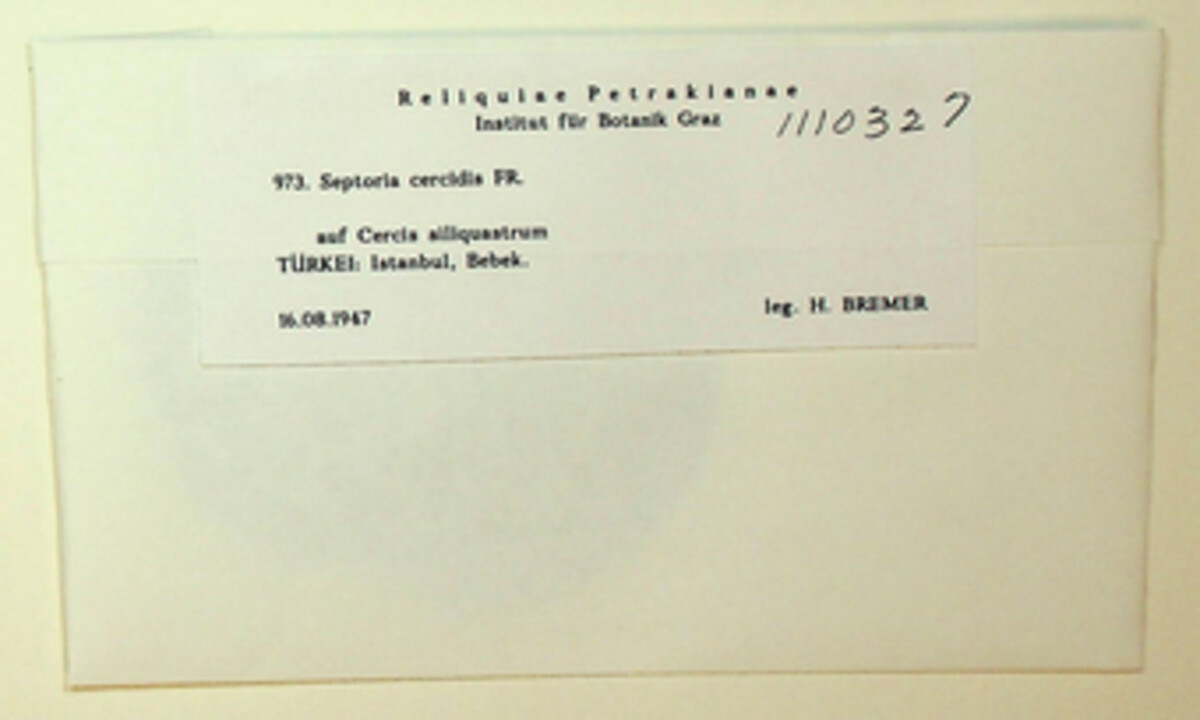 Reliquiae Petrakianae
Institut für Botanik Graz 1110327
973. Septoria cercidis FR.
auf Cercis siliquastrum
TÜRKEI: Istanbul, Bebek.
16.08.1947 leg. H. BREMER